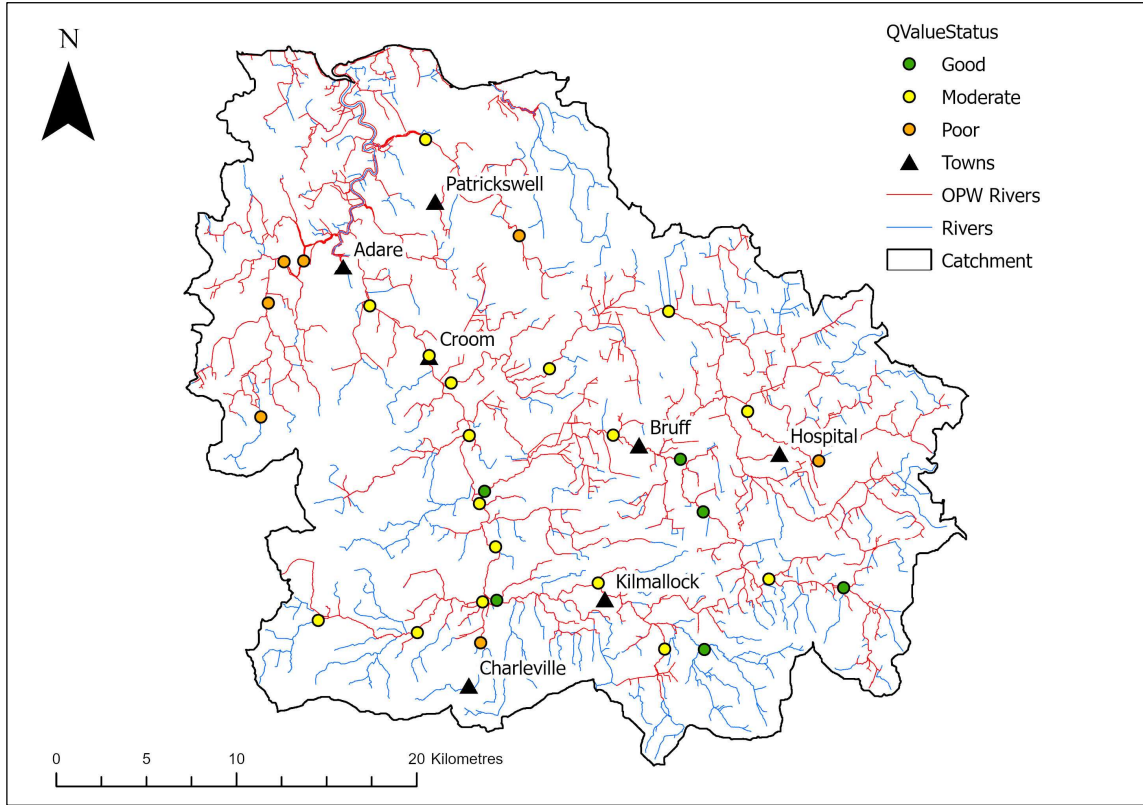 N
QValueStatus
Good
Moderate
Poor
Towns
OPW Rivers
Rivers
Catchment
Patrickswell
Adare
Croom
Bruff
Hospital
Kilmallock
Charleville
0 5 10 20 Kilometres